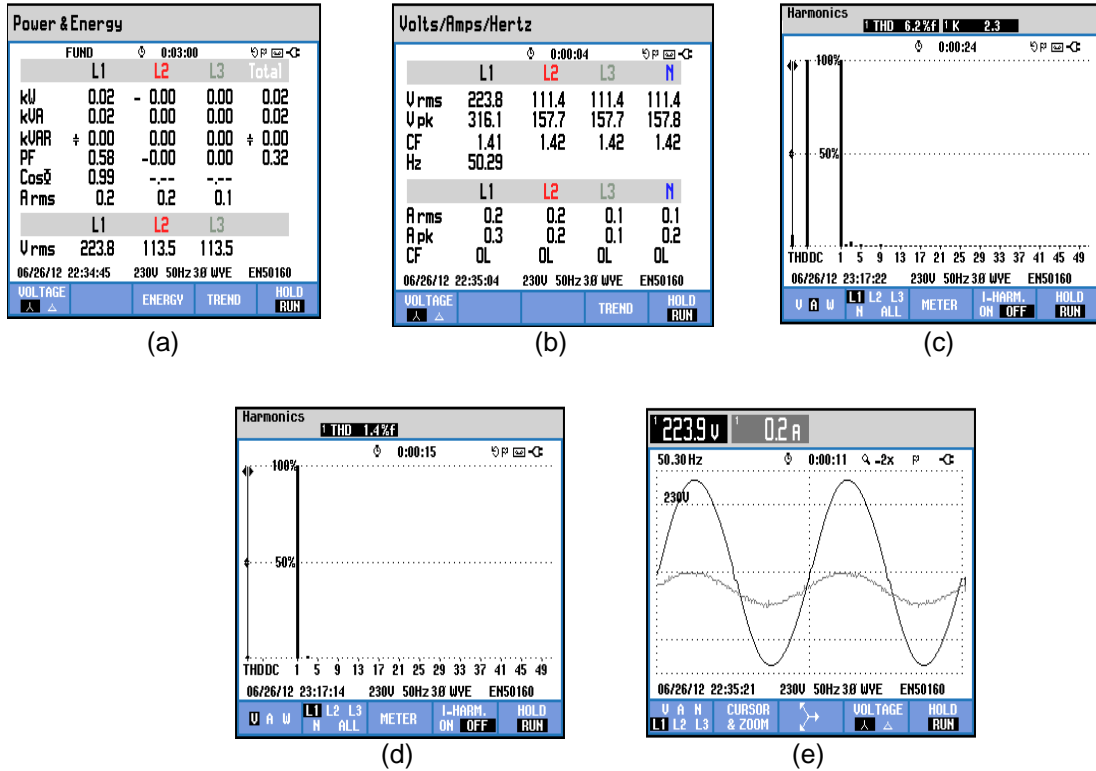 Power & Energy
FUND 0:03:00
L1 L2 L3 Total
kW 0.02 - 0.00 0.00 0.02
kVA 0.02 0.00 0.00 0.02
kVAR 0.00 0.00 0.00 0.00
PF 0.58 -0.00 0.00 0.32
CosΦ 0.99 -.-- -.--
A rms 0.2 0.2 0.1
L1 L2 L3
V rms 223.8 113.5 113.5
06/26/12 22:34:45 230V 50Hz 3Ø WYE EN50160
VOLTAGE ENERGY TREND HOLD
RUN
(a)
Volts/Amps/Hertz
0:00:04
L1 L2 L3 N
V rms 223.8 111.4 111.4 111.4
V pk 316.1 157.7 157.7 157.8
CF 1.41 1.42 1.42 1.42
Hz 50.29
L1 L2 L3 N
A rms 0.2 0.2 0.1 0.1
A pk 0.3 0.2 0.1 0.2
CF OL OL OL OL
06/26/12 22:35:04 230V 50Hz 3Ø WYE EN50160
VOLTAGE TREND HOLD
RUN
(b)
Harmonics
1 THD 6.2%f 1 K 2.3
0:00:24
100%
50%
THDDC 1 5 9 13 17 21 25 29 33 37 41 45 49
06/26/12 23:17:22 230V 50Hz 3Ø WYE EN50160
V A W L1 L2 L3 METER I-HARM. HOLD
N ALL ON OFF RUN
(c)
Harmonics
1 THD 1.4%f
0:00:15
100%
50%
THDDC 1 5 9 13 17 21 25 29 33 37 41 45 49
06/26/12 23:17:14 230V 50Hz 3Ø WYE EN50160
V A W L1 L2 L3 METER I-HARM. HOLD
N ALL ON OFF RUN
(d)
1 223.9 V 1 0.2 A
50.30 Hz 0:00:11 -2x
230V
06/26/12 22:35:21 230V 50Hz 3Ø WYE EN50160
V A N CURSOR VOLTAGE HOLD
L1 L2 L3 & ZOOM RUN
(e)